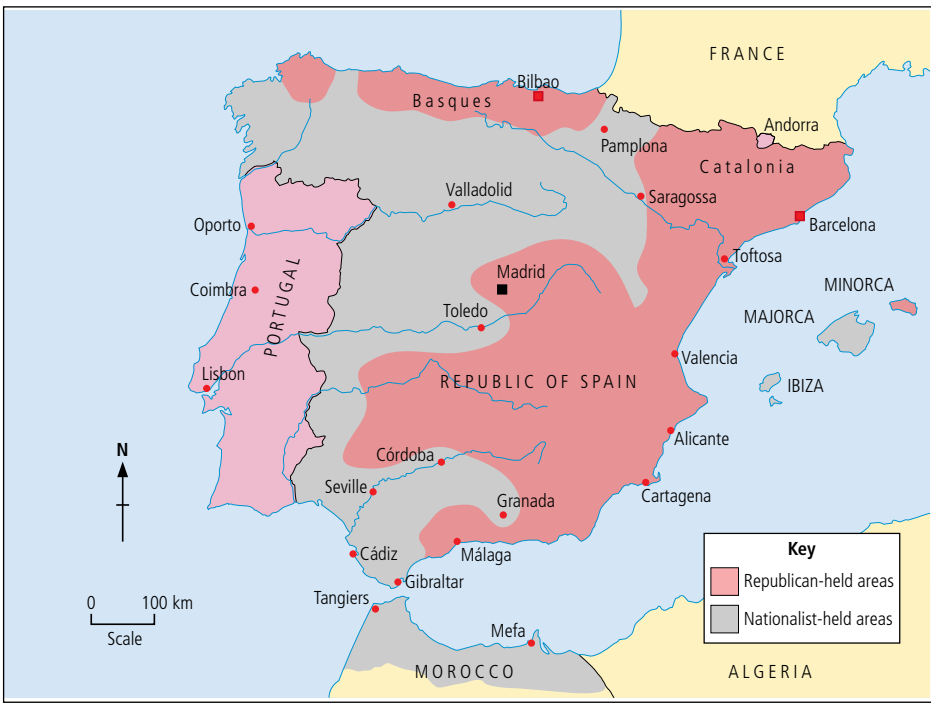 FRANCE
Bilbao
Basques
Andorra
Pamplona
Catalonia
Valladolid
Saragossa
Oporto
Barcelona
Toftosa
Madrid
MINORCA
Coimbra
PORTUGAL
Toledo
MAJORCA
Valencia
Lisbon
REPUBLIC OF SPAIN
IBIZA
Alicante
N
Córdoba
Seville
Granada
Cartagena
Cádiz
Málaga
Key
Republican-held areas
Nationalist-held areas
Gibraltar
Tangiers
0 100 km
Scale
Mefa
MOROCCO
ALGERIA